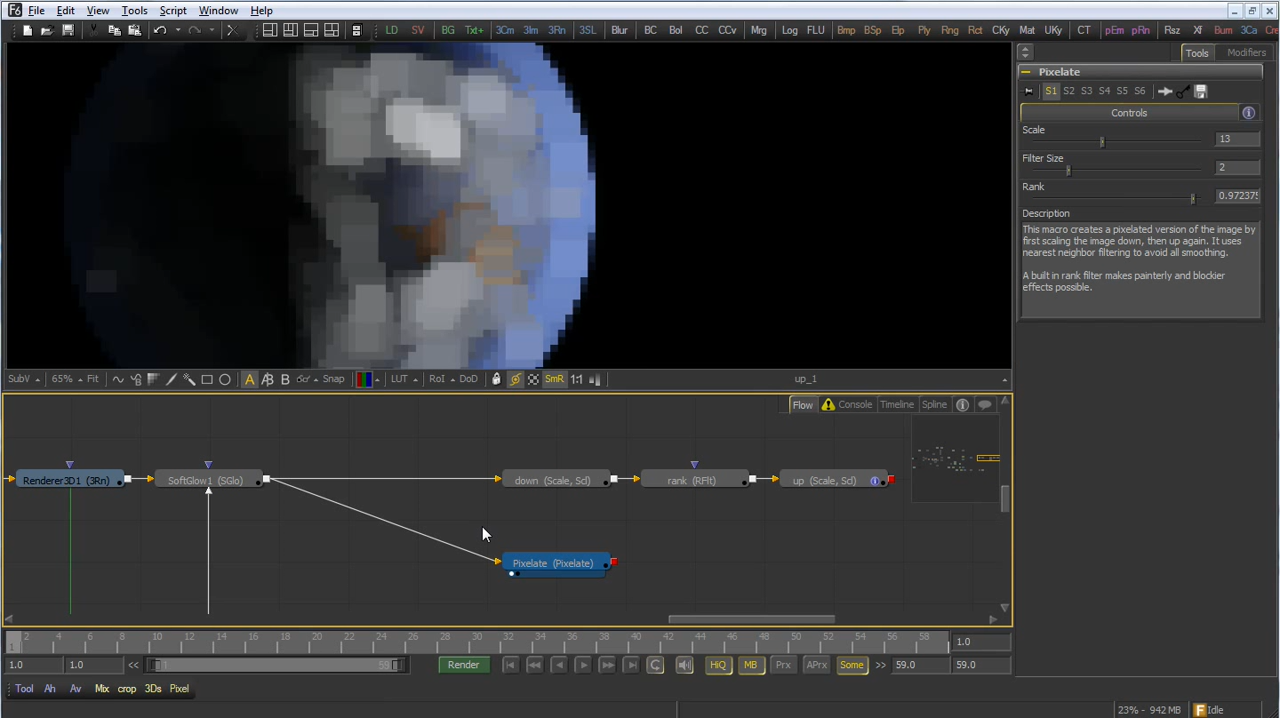 F6 File Edit View Tools Script Window Help
LD SV BG Txt+ 3Cm 3Im 3Rn 3SL Blur BC Bol CC CCv Mrg Log FLU Bmp BSp Elp Ply Rng Rct CKy Mat UKy CT pEm pRn Rsz Xf Bum 3Ca Cre
Tools Modifiers
Pixelate
S1 S2 S3 S4 S5 S6
Controls
Scale
13
Filter Size
2
Rank
0.972375
Description
This macro creates a pixelated version of the image by
first scaling the image down, then up again. It uses
nearest neighbor filtering to avoid all smoothing.
A built in rank filter makes painterly and blockier
effects possible.
SubV 65% Fit A B Snap LUT RoI DoD SmR 1:1 up_1
Flow Console Timeline Spline
Renderer3D1 (3Rn) SoftGlow1 (SGlo) down (Scale, Scl) rank (RFlt) up (Scale, Scl)
Pixelate (Pixelate)
2 4 6 8 10 12 14 16 18 20 22 24 26 28 30 32 34 36 38 40 42 44 46 48 50 52 54 56 58 1.0
1
1.0 1.0 << 1 59 Render HiQ MB Prx APrx Some >> 59.0 59.0
Tool Ah Av Mix crop 3Ds Pixel
23% - 942 MB F Idle